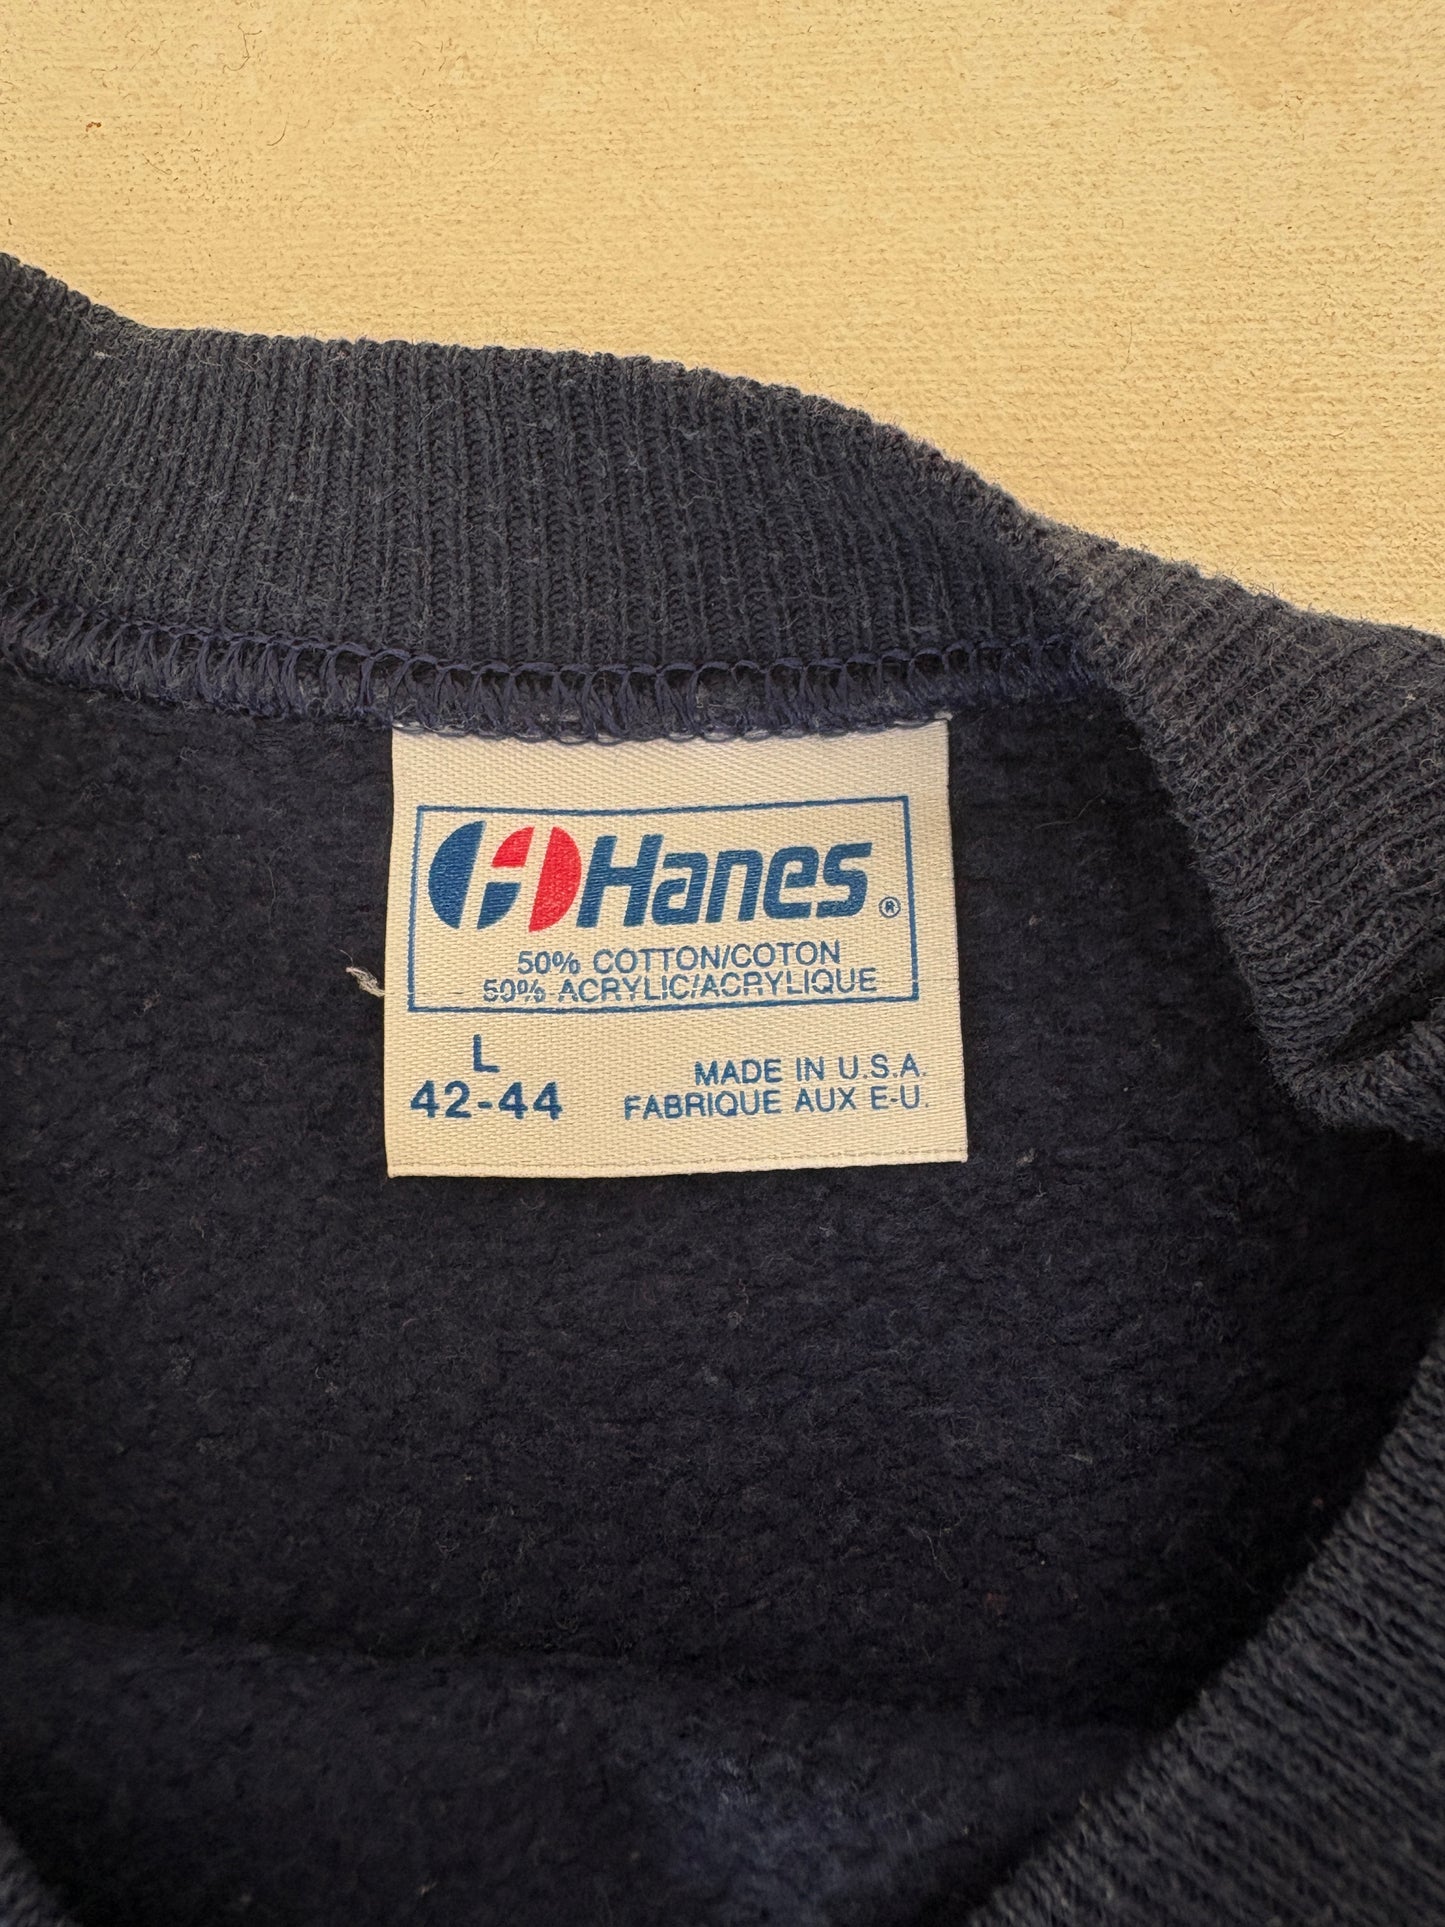 Hanes®
50% COTTON/COTON
50% ACRYLIC/ACRYLIQUE
L
42-44
MADE IN U.S.A.
FABRIQUE AUX E-U.